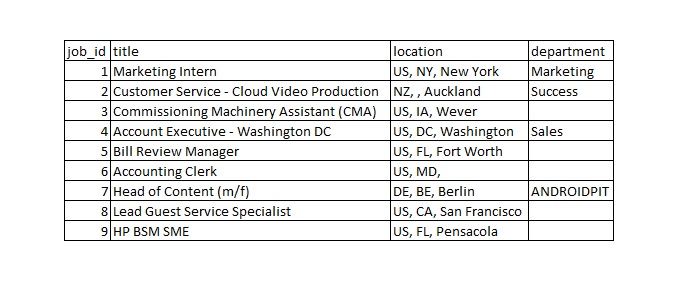 job_id title location department
1 Marketing Intern US, NY, New York Marketing
2 Customer Service - Cloud Video Production NZ, , Auckland Success
3 Commissioning Machinery Assistant (CMA) US, IA, Wever
4 Account Executive - Washington DC US, DC, Washington Sales
5 Bill Review Manager US, FL, Fort Worth
6 Accounting Clerk US, MD,
7 Head of Content (m/f) DE, BE, Berlin ANDROIDPIT
8 Lead Guest Service Specialist US, CA, San Francisco
9 HP BSM SME US, FL, Pensacola